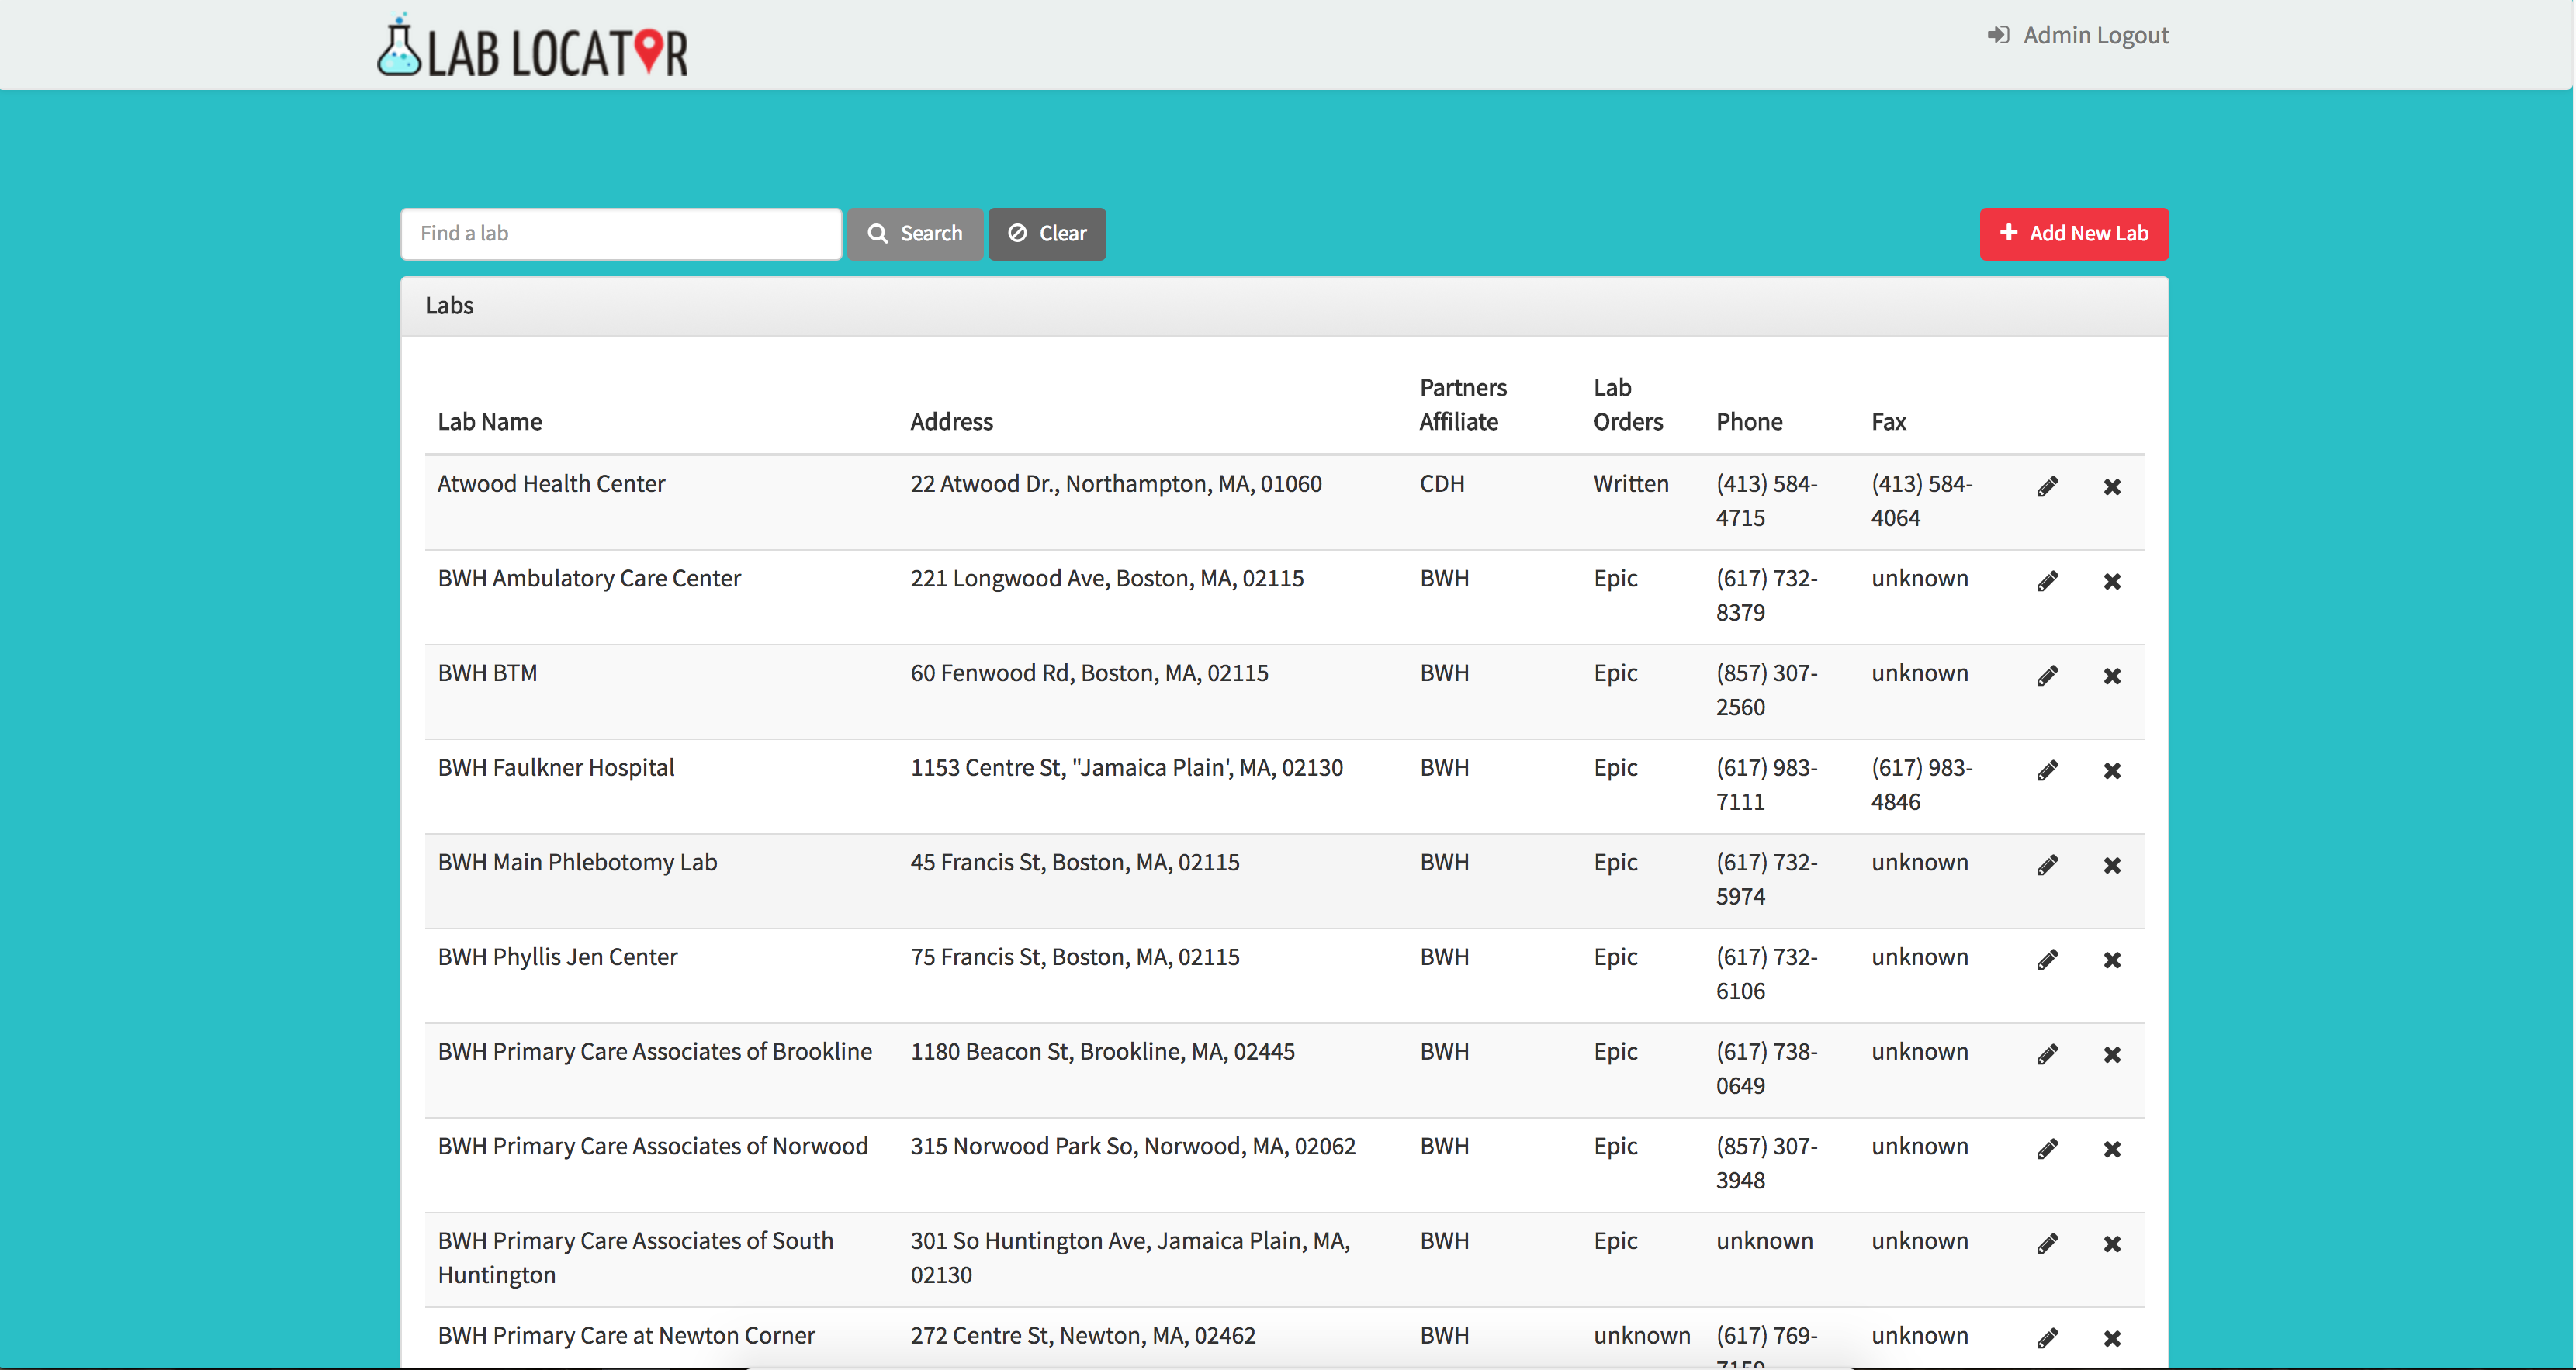 LAB LOCATOR
Admin Logout
Find a lab
Search
Clear
Add New Lab
Labs
Lab Name Address Partners Affiliate Lab Orders Phone Fax
Atwood Health Center 22 Atwood Dr., Northampton, MA, 01060 CDH Written (413) 584-4715 (413) 584-4064
BWH Ambulatory Care Center 221 Longwood Ave, Boston, MA, 02115 BWH Epic (617) 732-8379 unknown
BWH BTM 60 Fenwood Rd, Boston, MA, 02115 BWH Epic (857) 307-2560 unknown
BWH Faulkner Hospital 1153 Centre St, "Jamaica Plain', MA, 02130 BWH Epic (617) 983-7111 (617) 983-4846
BWH Main Phlebotomy Lab 45 Francis St, Boston, MA, 02115 BWH Epic (617) 732-5974 unknown
BWH Phyllis Jen Center 75 Francis St, Boston, MA, 02115 BWH Epic (617) 732-6106 unknown
BWH Primary Care Associates of Brookline 1180 Beacon St, Brookline, MA, 02445 BWH Epic (617) 738-0649 unknown
BWH Primary Care Associates of Norwood 315 Norwood Park So, Norwood, MA, 02062 BWH Epic (857) 307-3948 unknown
BWH Primary Care Associates of South Huntington 301 So Huntington Ave, Jamaica Plain, MA, 02130 BWH Epic unknown unknown
BWH Primary Care at Newton Corner 272 Centre St, Newton, MA, 02462 BWH unknown (617) 769- unknown